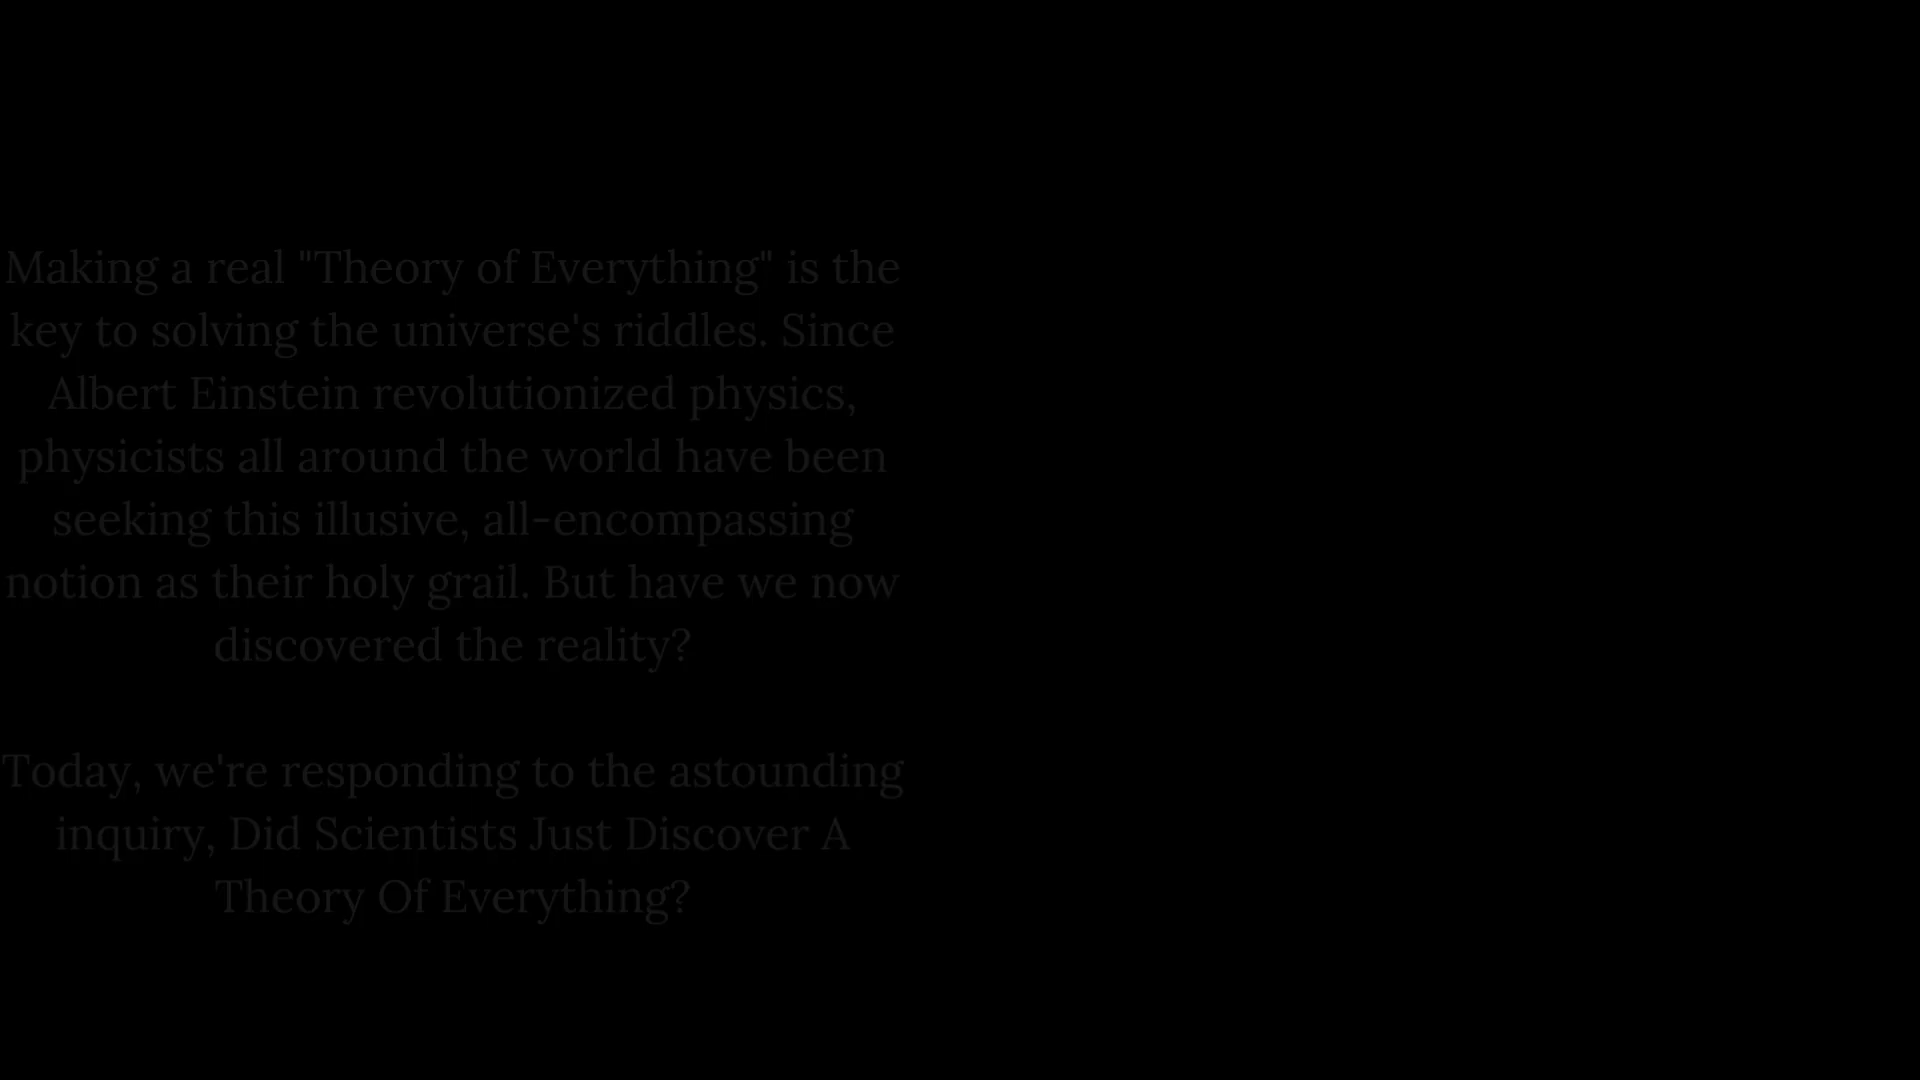 Making a real "Theory of Everything" is the
key to solving the universe's riddles. Since
Albert Einstein revolutionized physics,
physicists all around the world have been
seeking this illusive, all-encompassing
notion as their holy grail. But have we now
discovered the reality?
Today, we're responding to the astounding
inquiry, Did Scientists Just Discover A
Theory Of Everything?